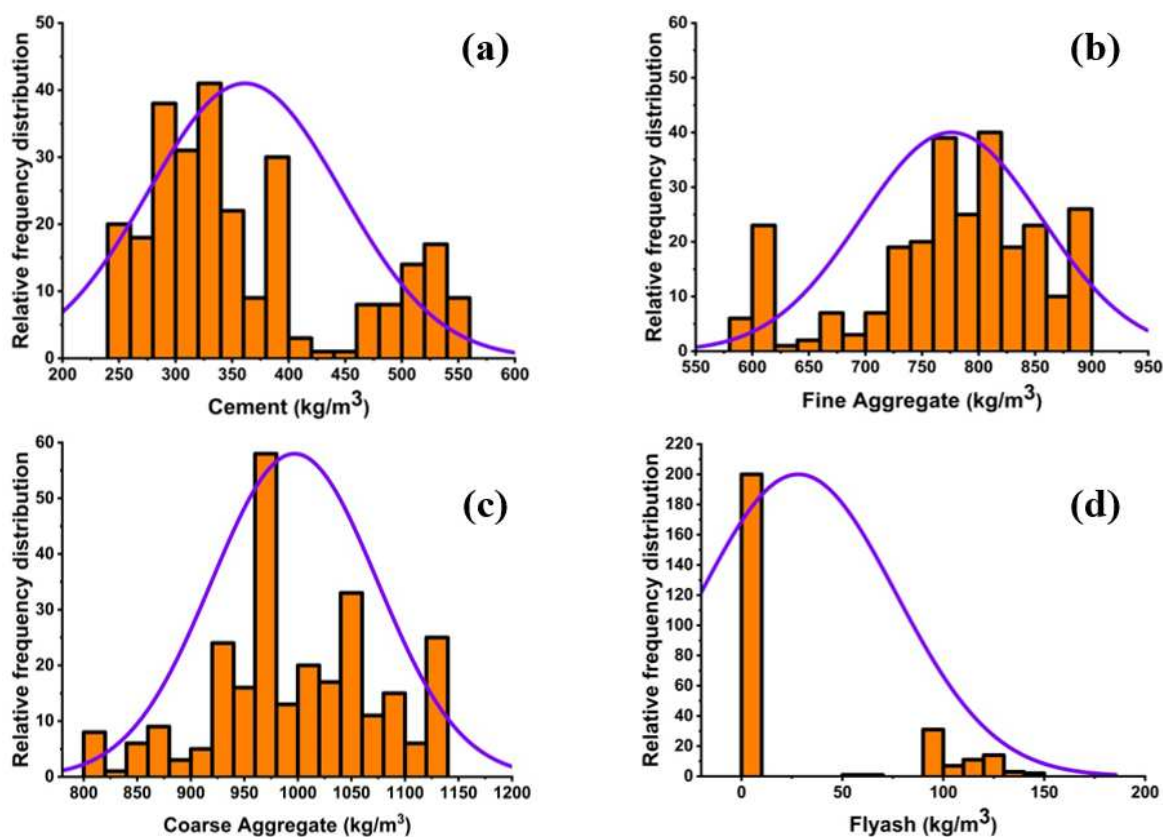 (a)
Relative frequency distribution
50
40
30
20
10
0
200 250 300 350 400 450 500 550 600
Cement (kg/m³)
(b)
Relative frequency distribution
60
50
40
30
20
10
0
550 600 650 700 750 800 850 900 950
Fine Aggregate (kg/m³)
(c)
Relative frequency distribution
60
50
40
30
20
10
0
800 850 900 950 1000 1050 1100 1150 1200
Coarse Aggregate (kg/m³)
(d)
Relative frequency distribution
220
200
180
160
140
120
100
80
60
40
20
0
0 50 100 150 200
Flyash (kg/m³)